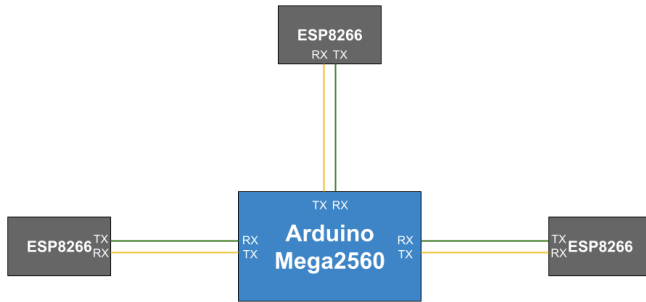 ESP8266
RX TX
TX RX
Arduino
Mega2560
RX
TX
RX
TX
TX
RX
ESP8266
TX
RX
ESP8266